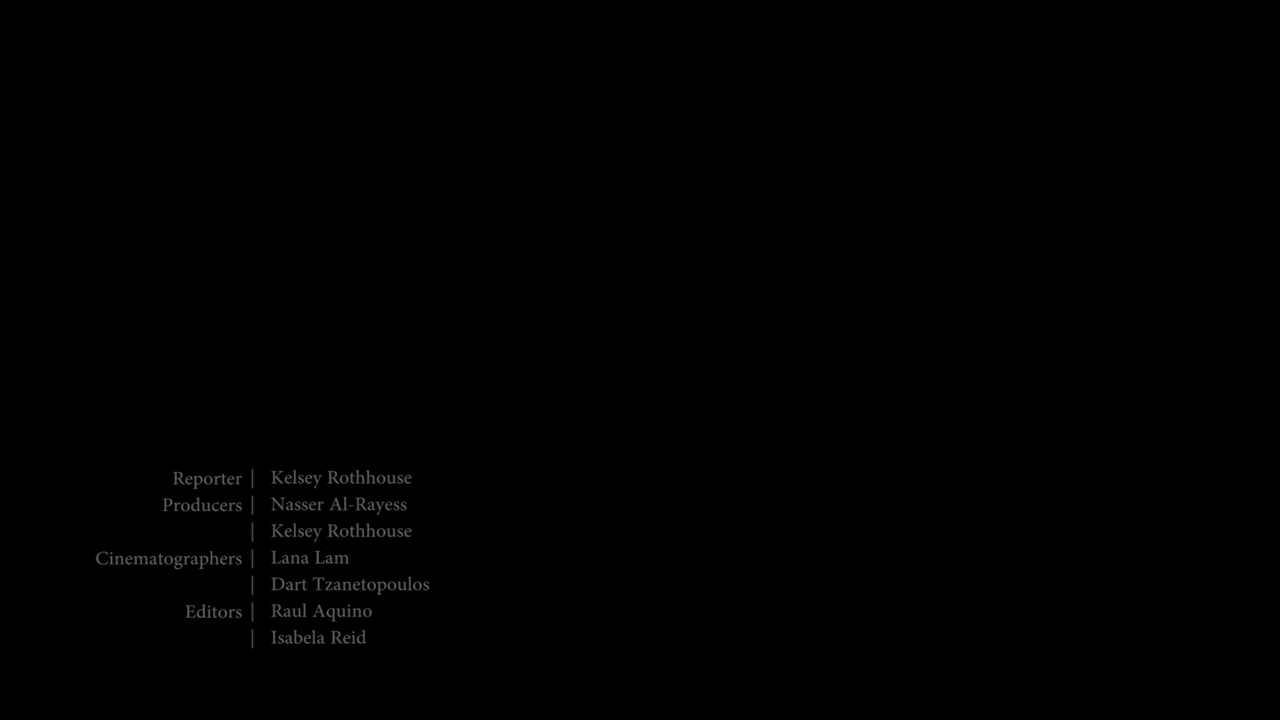 Reporter | Kelsey Rothhouse
Producers | Nasser Al-Rayess
| Kelsey Rothhouse
Cinematographers | Lana Lam
| Dart Tzanetopoulos
Editors | Raul Aquino
| Isabela Reid